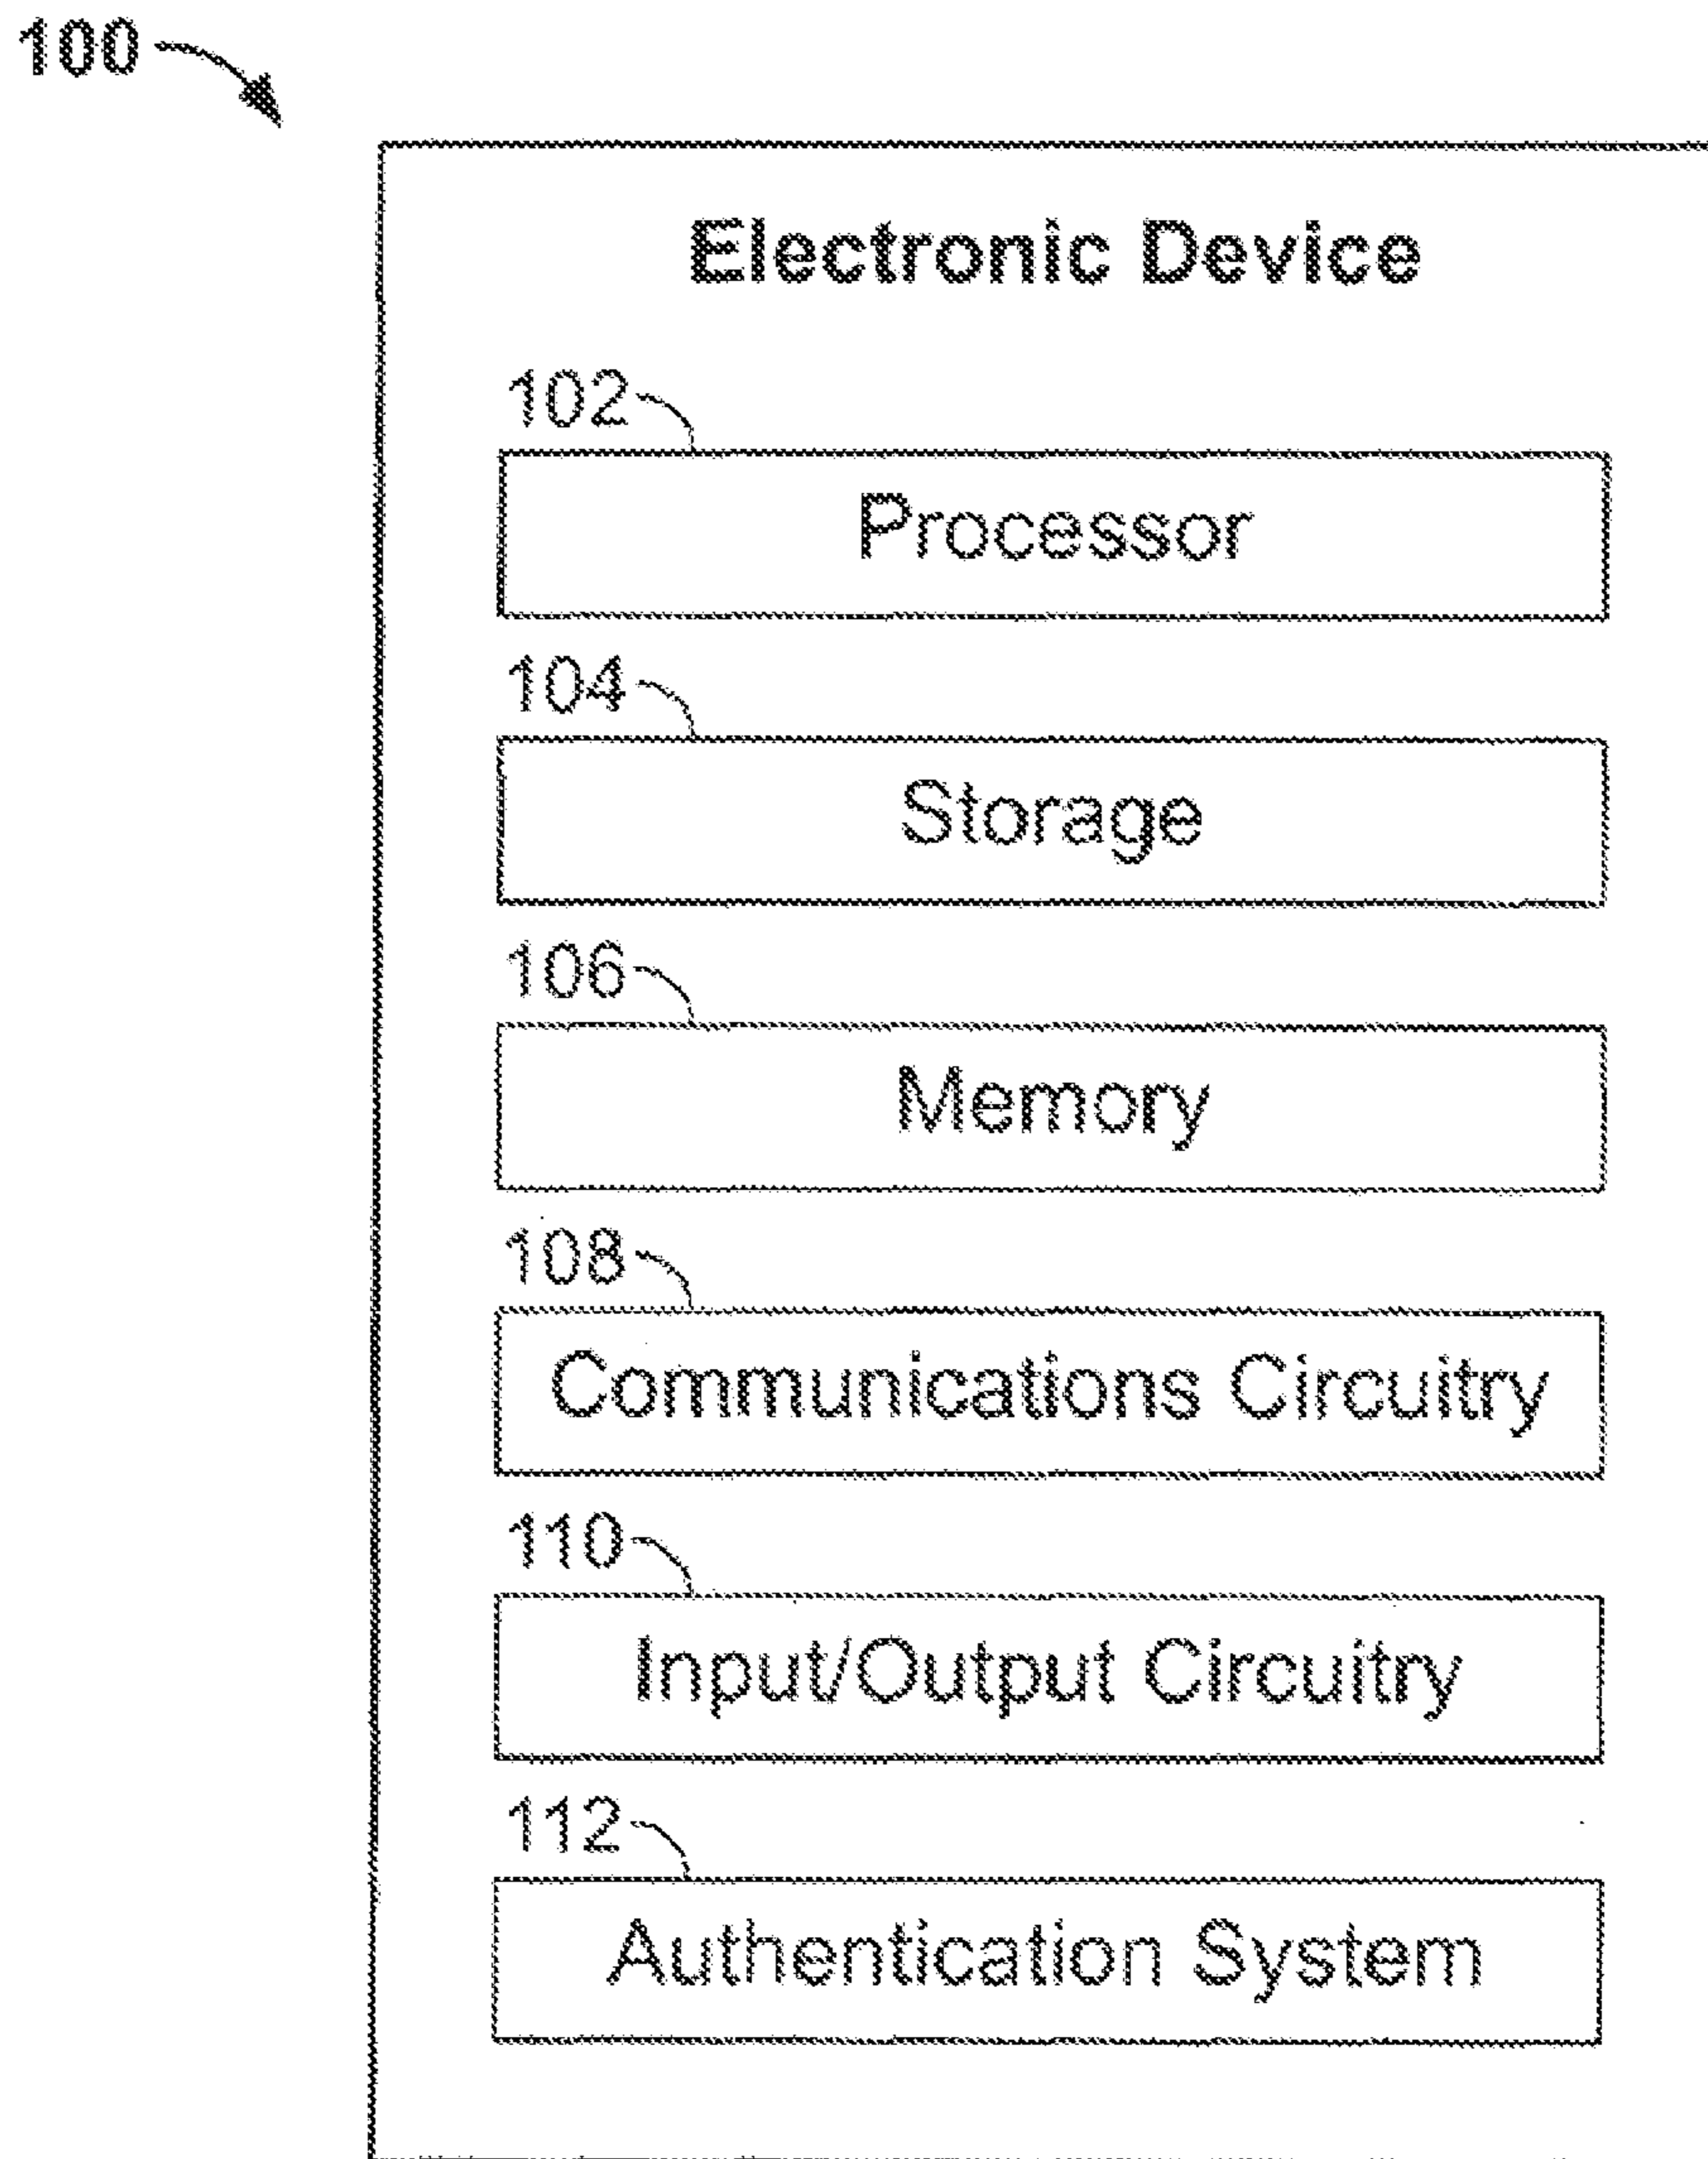 100
Electronic Device
102
Processor
104
Storage
106
Memory
108
Communications Circuitry
110
Input/Output Circuitry
112
Authentication System